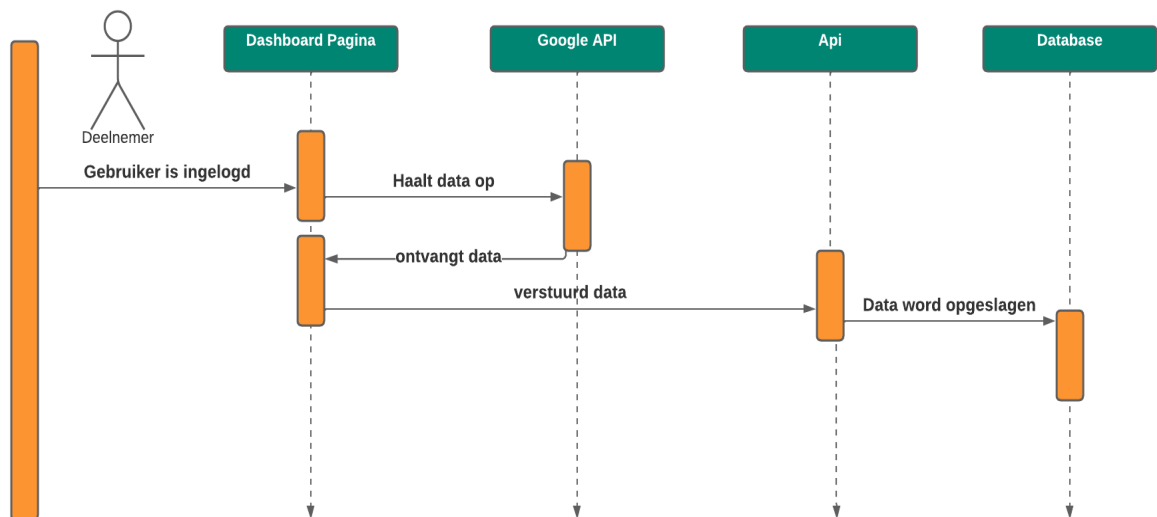 Dashboard Pagina
Google API
Api
Database
Deelnemer
Gebruiker is ingelogd
Haalt data op
ontvangt data
verstuurd data
Data word opgeslagen